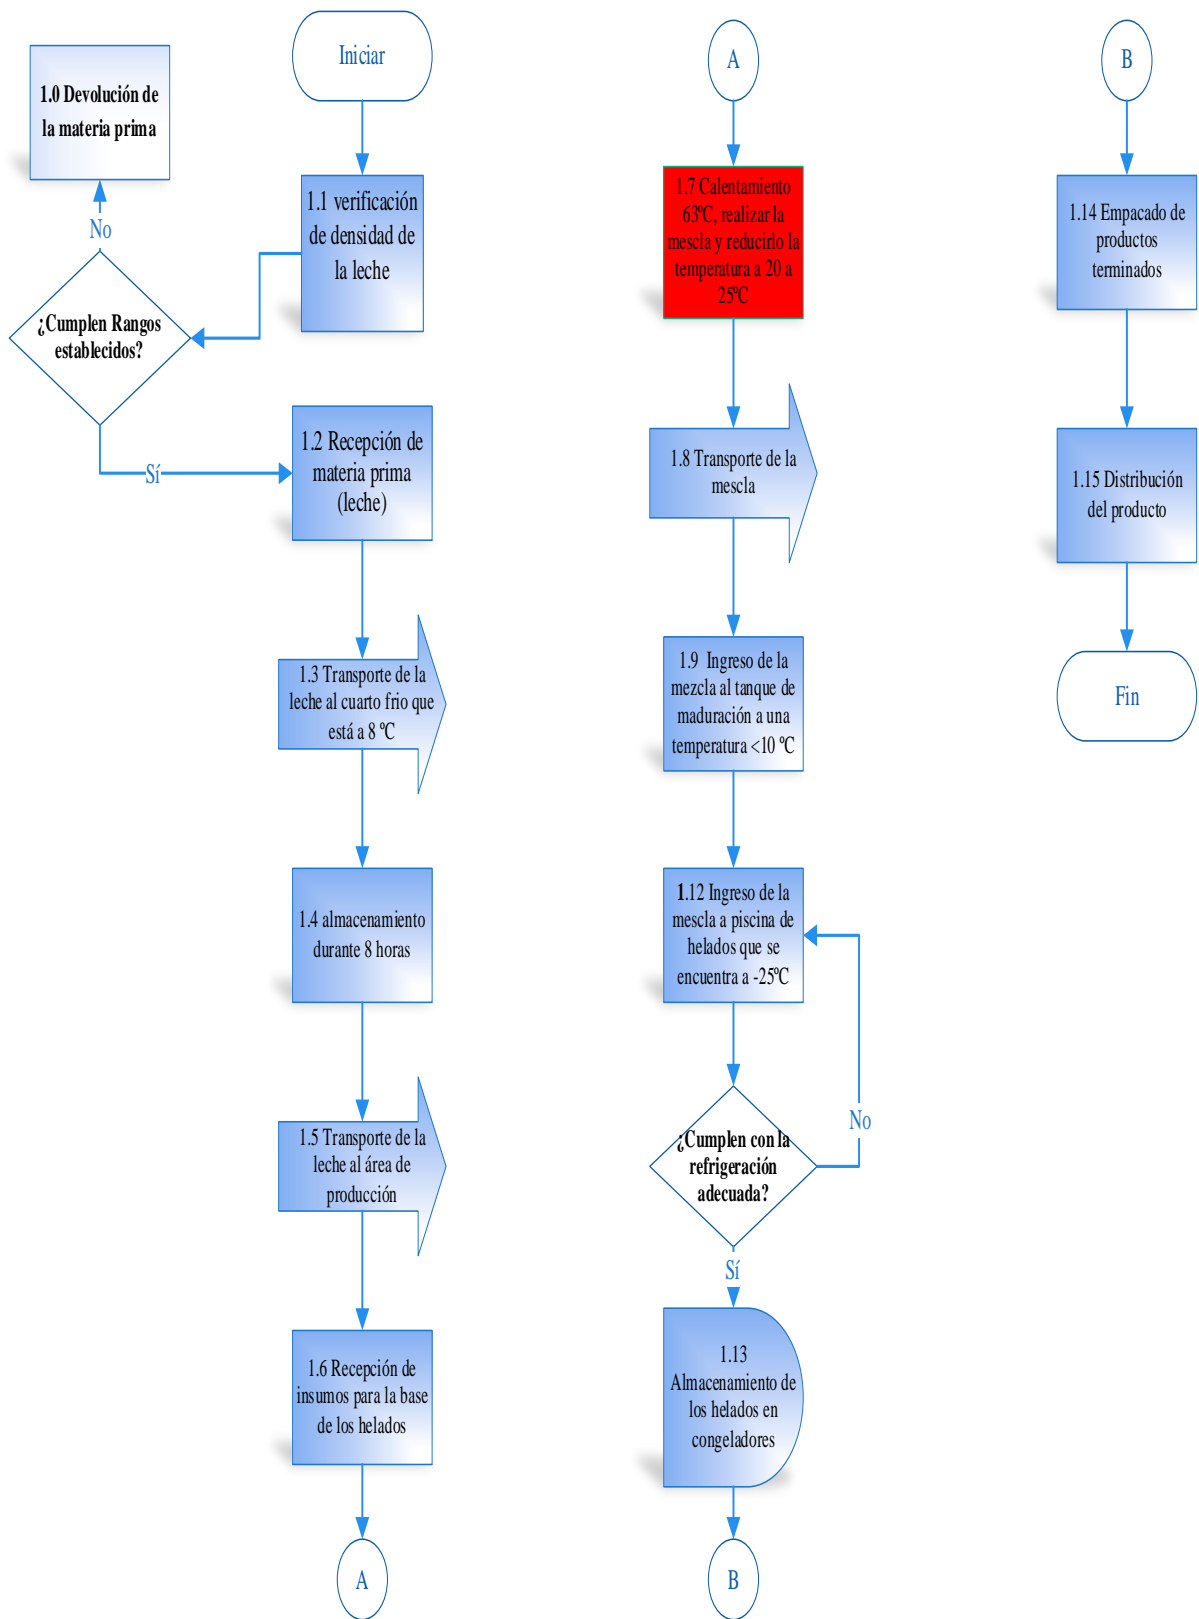 Iniciar
1.0 Devolución de
la materia prima
1.1 verificación
de densidad de
la leche
No
¿Cumplen Rangos
establecidos?
Sí
1.2 Recepción de
materia prima
(leche)
1.3 Transporte de la
leche al cuarto frio que
está a 8 ºC
1.4 almacenamiento
durante 8 horas
1.5 Transporte de la
leche al área de
producción
1.6 Recepción de
insumos para la base
de los helados
A
A
1.7 Calentamiento
63ºC, realizar la
mescla y reducirlo la
temperatura a 20 a
25ºC
1.8 Transporte de la
mescla
1.9 Ingreso de la
mezcla al tanque de
maduración a una
temperatura <10 ºC
1.12 Ingreso de la
mescla a piscina de
helados que se
encuentra a -25ºC
No
¿Cumplen con la
refrigeración
adecuada?
Sí
1.13
Almacenamiento de
los helados en
congeladores
B
B
1.14 Empacado de
productos
terminados
1.15 Distribución
del producto
Fin